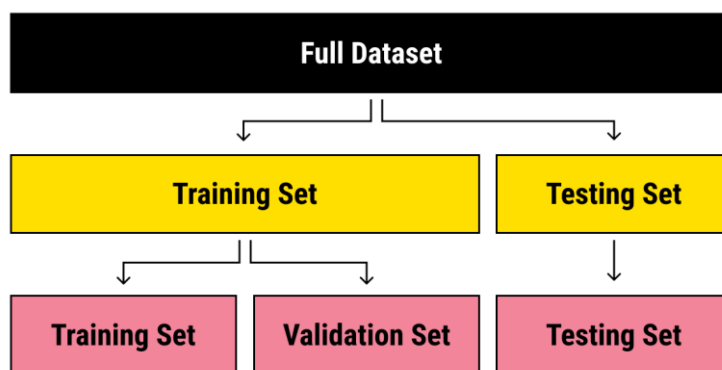 Full Dataset
Training Set
Testing Set
Training Set
Validation Set
Testing Set